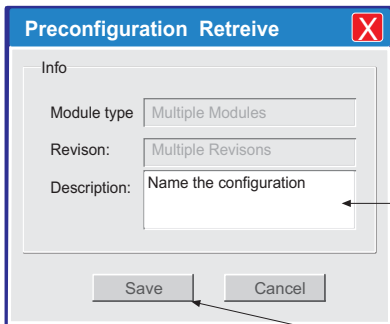 Preconfiguration Retreive X
Info
Module type Multiple Modules
Revison: Multiple Revisons
Description: Name the configuration
Save Cancel